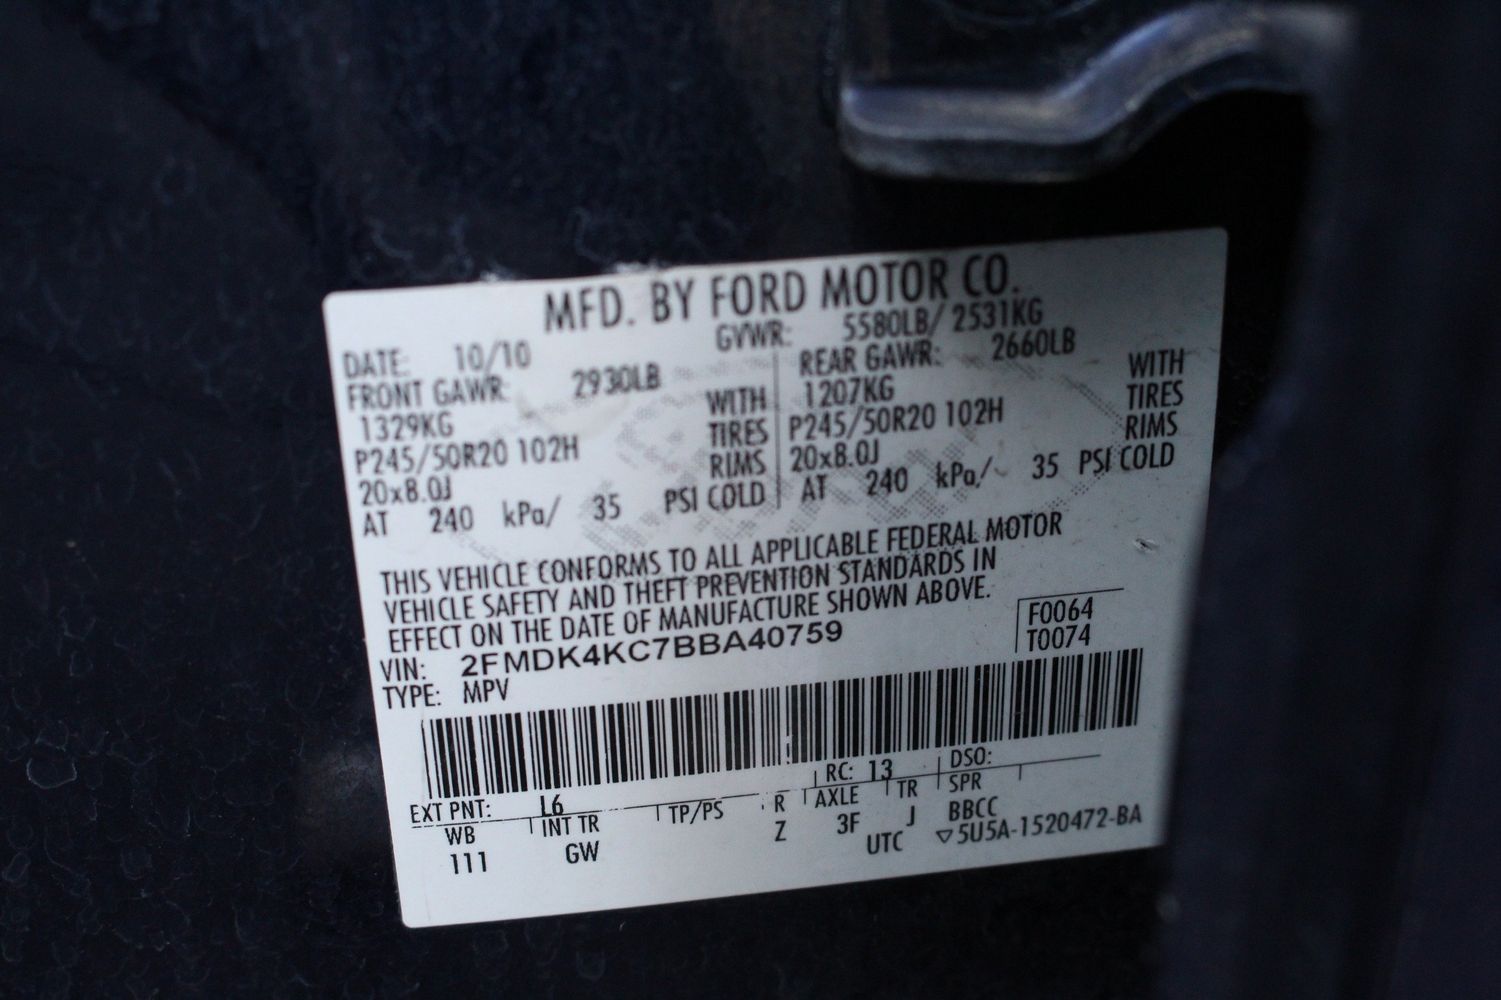 MFD. BY FORD MOTOR CO.
DATE: 10/10 GVWR: 5580LB/ 2531KG
FRONT GAWR: 2930LB REAR GAWR: 2660LB
1329KG WITH 1207KG WITH
P245/50R20 102H TIRES P245/50R20 102H TIRES
20x8.0J RIMS 20x8.0J RIMS
AT 240 kPa/ 35 PSI COLD AT 240 kPa/ 35 PSI COLD
THIS VEHICLE CONFORMS TO ALL APPLICABLE FEDERAL MOTOR
VEHICLE SAFETY AND THEFT PREVENTION STANDARDS IN
EFFECT ON THE DATE OF MANUFACTURE SHOWN ABOVE.
VIN: 2FMDK4KC7BBA40759 F0064
TYPE: MPV T0074
EXT PNT: L6 RC: 13 DSO:
WB INT TR TP/PS R AXLE TR SPR
111 GW Z 3F J BBCC
UTC ▽5U5A-1520472-BA